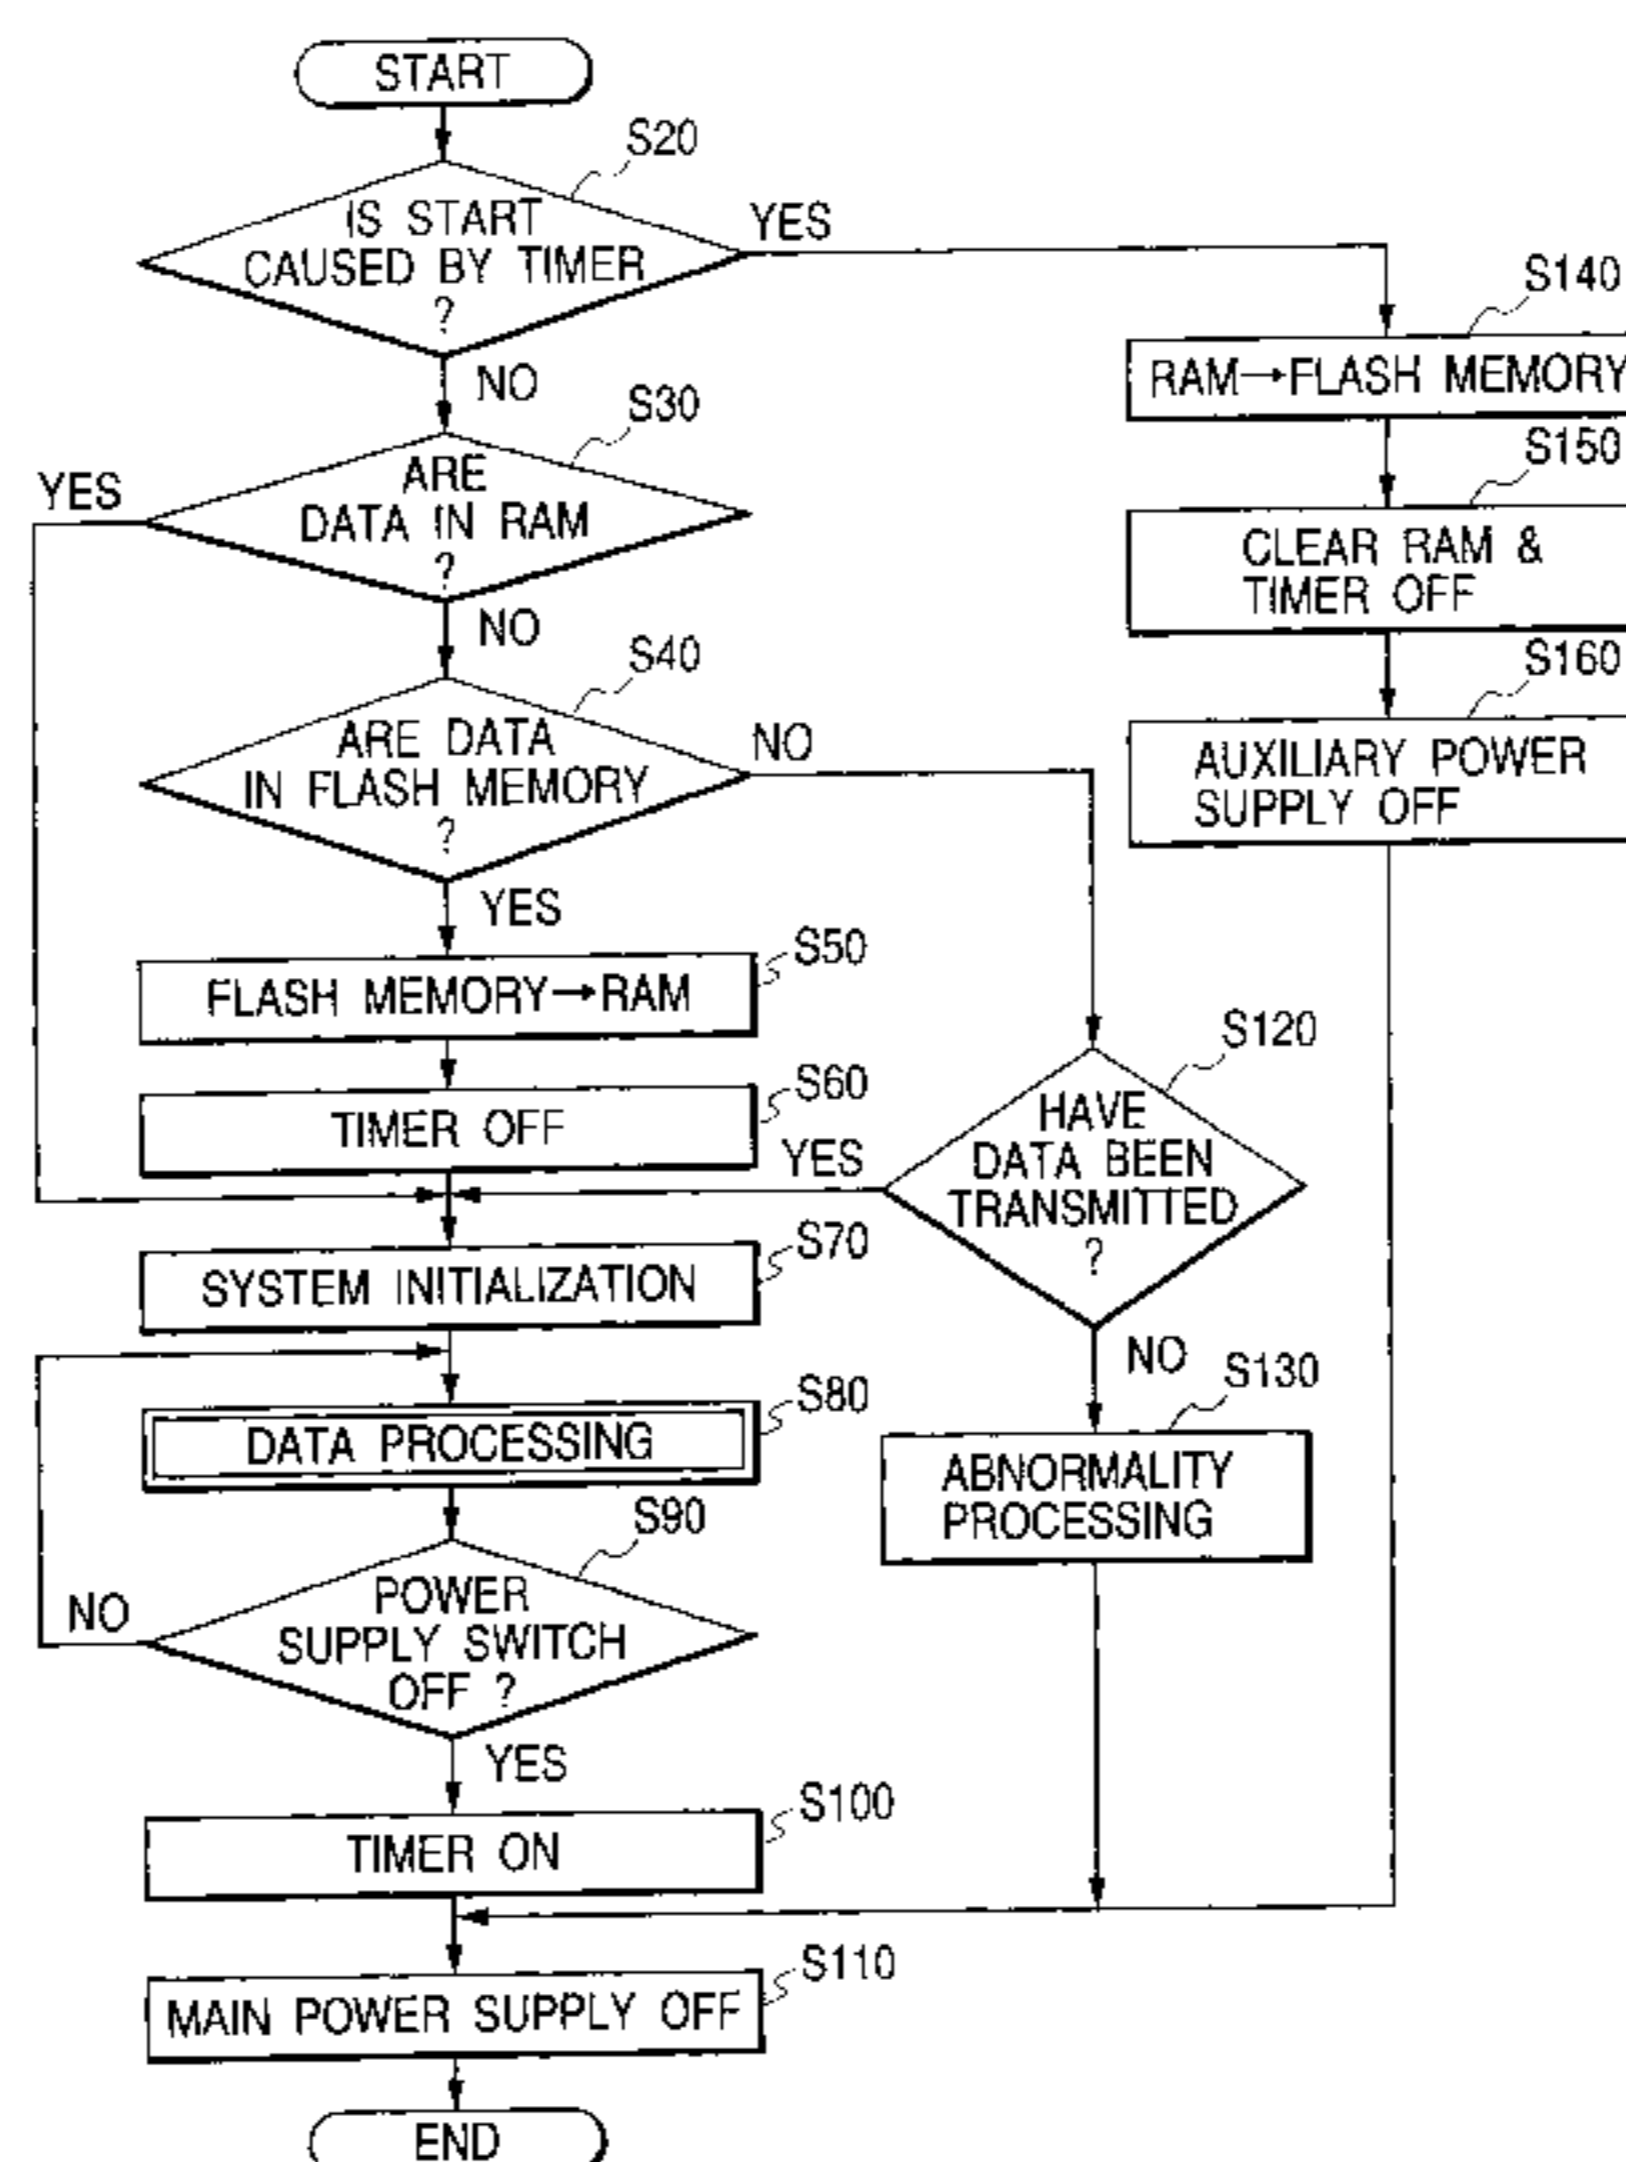 START
S20
IS START
CAUSED BY TIMER
?
YES
NO
S140
RAM→FLASH MEMORY
S30
ARE
DATA IN RAM
?
YES
NO
S150
CLEAR RAM &
TIMER OFF
S40
ARE DATA
IN FLASH MEMORY
?
NO
YES
S160
AUXILIARY POWER
SUPPLY OFF
S50
FLASH MEMORY→RAM
S60
TIMER OFF
S120
HAVE
DATA BEEN
TRANSMITTED
?
YES
NO
S70
SYSTEM INITIALIZATION
S80
DATA PROCESSING
S130
ABNORMALITY
PROCESSING
S90
POWER
SUPPLY SWITCH
OFF ?
NO
YES
S100
TIMER ON
S110
MAIN POWER SUPPLY OFF
END